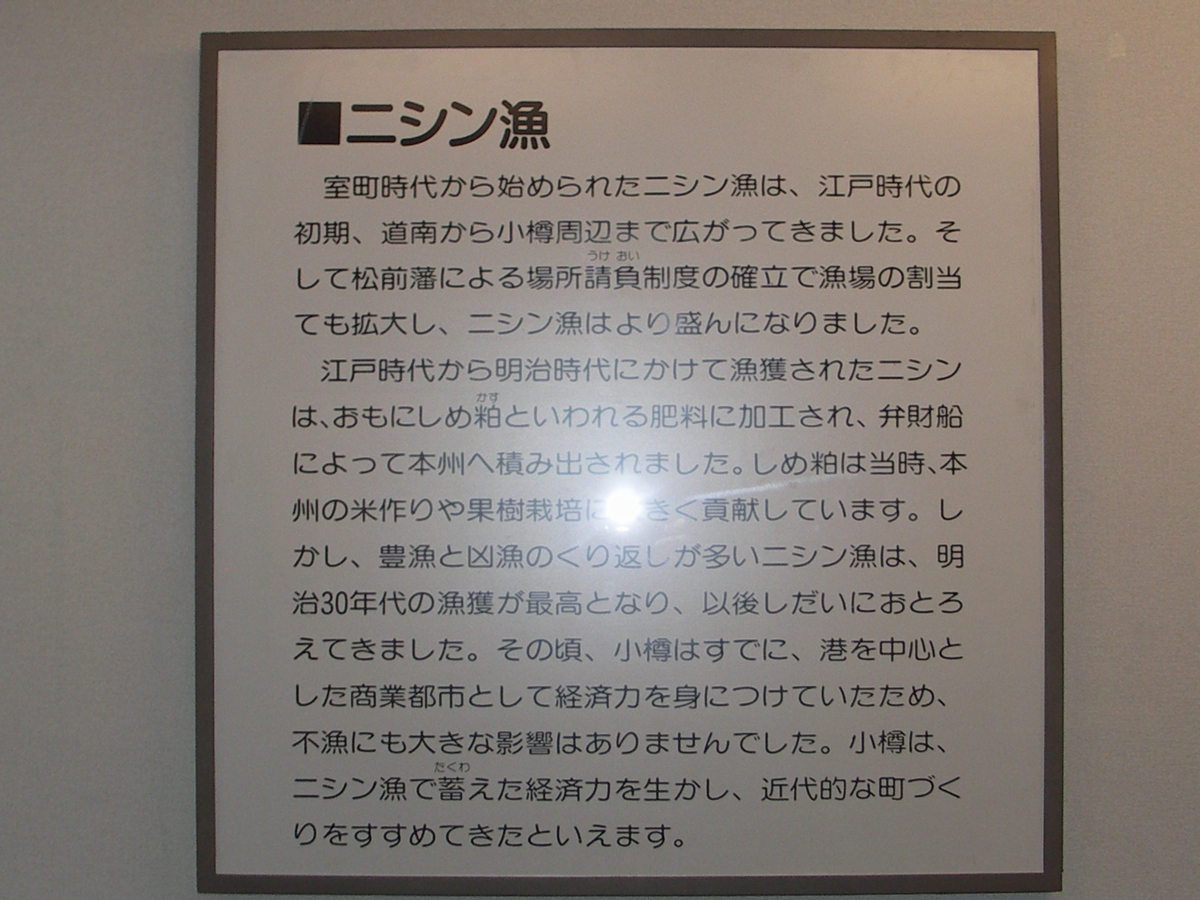 ■ニシン漁
室町時代から始められたニシン漁は、江戸時代の
初期、道南から小樽周辺まで広がってきました。そ
うけ おい
して松前藩による場所請負制度の確立で漁場の割当
ても拡大し、ニシン漁はより盛んになりました。
江戸時代から明治時代にかけて漁獲されたニシン
かす
は、おもにしめ粕といわれる肥料に加工され、弁財船
によって本州へ積み出されました。しめ粕は当時、本
州の米作りや果樹栽培に きく貢献しています。し
かし、豊漁と凶漁のくり返しが多いニシン漁は、明
治30年代の漁獲が最高となり、以後しだいにおとろ
えてきました。その頃、小樽はすでに、港を中心と
した商業都市として経済力を身につけていたため、
不漁にも大きな影響はありませんでした。小樽は、
たくわ
ニシン漁で蓄えた経済力を生かし、近代的な町づく
りをすすめてきたといえます。